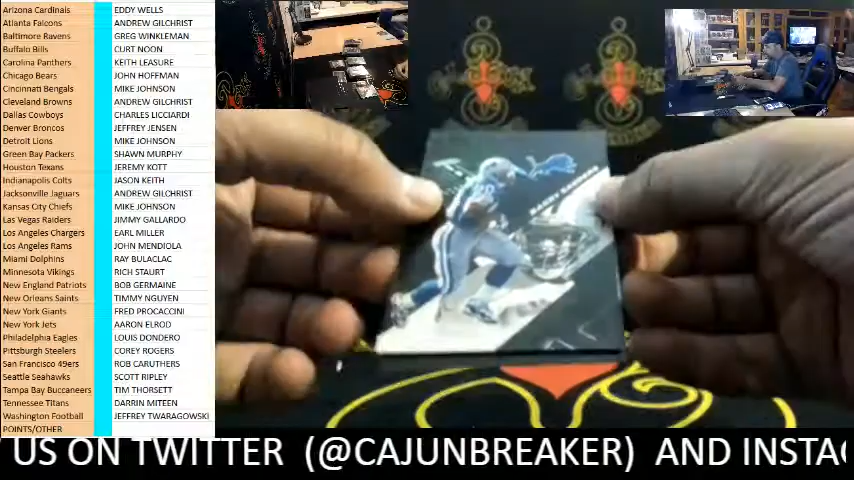 Arizona Cardinals EDDY WELLS
Atlanta Falcons ANDREW GILCHRIST
Baltimore Ravens GREG WINKLEMAN
Buffalo Bills CURT NOON
Carolina Panthers KEITH LEASURE
Chicago Bears JOHN HOFFMAN
Cincinnati Bengals MIKE JOHNSON
Cleveland Browns ANDREW GILCHRIST
Dallas Cowboys CHARLES LICCIARDI
Denver Broncos JEFFREY JENSEN
Detroit Lions MIKE JOHNSON
Green Bay Packers SHAWN MURPHY
Houston Texans JEREMY KOTT
Indianapolis Colts JASON KEITH
Jacksonville Jaguars ANDREW GILCHRIST
Kansas City Chiefs MIKE JOHNSON
Las Vegas Raiders JIMMY GALLARDO
Los Angeles Chargers EARL MILLER
Los Angeles Rams JOHN MENDIOLA
Miami Dolphins RAY BULACLAC
Minnesota Vikings RICH STAURT
New England Patriots BOB GERMAINE
New Orleans Saints TIMMY NGUYEN
New York Giants FRED PROCACCINI
New York Jets AARON ELROD
Philadelphia Eagles LOUIS DONDERO
Pittsburgh Steelers COREY ROGERS
San Francisco 49ers ROB CARUTHERS
Seattle Seahawks SCOTT RIPLEY
Tampa Bay Buccaneers TIM THORSETT
Tennessee Titans DARRIN MITEEN
Washington Football JEFFREY TWARAGOWSKI
POINTS/OTHER
BARRY SANDERS
US ON TWITTER (@CAJUNBREAKER) AND INSTAG